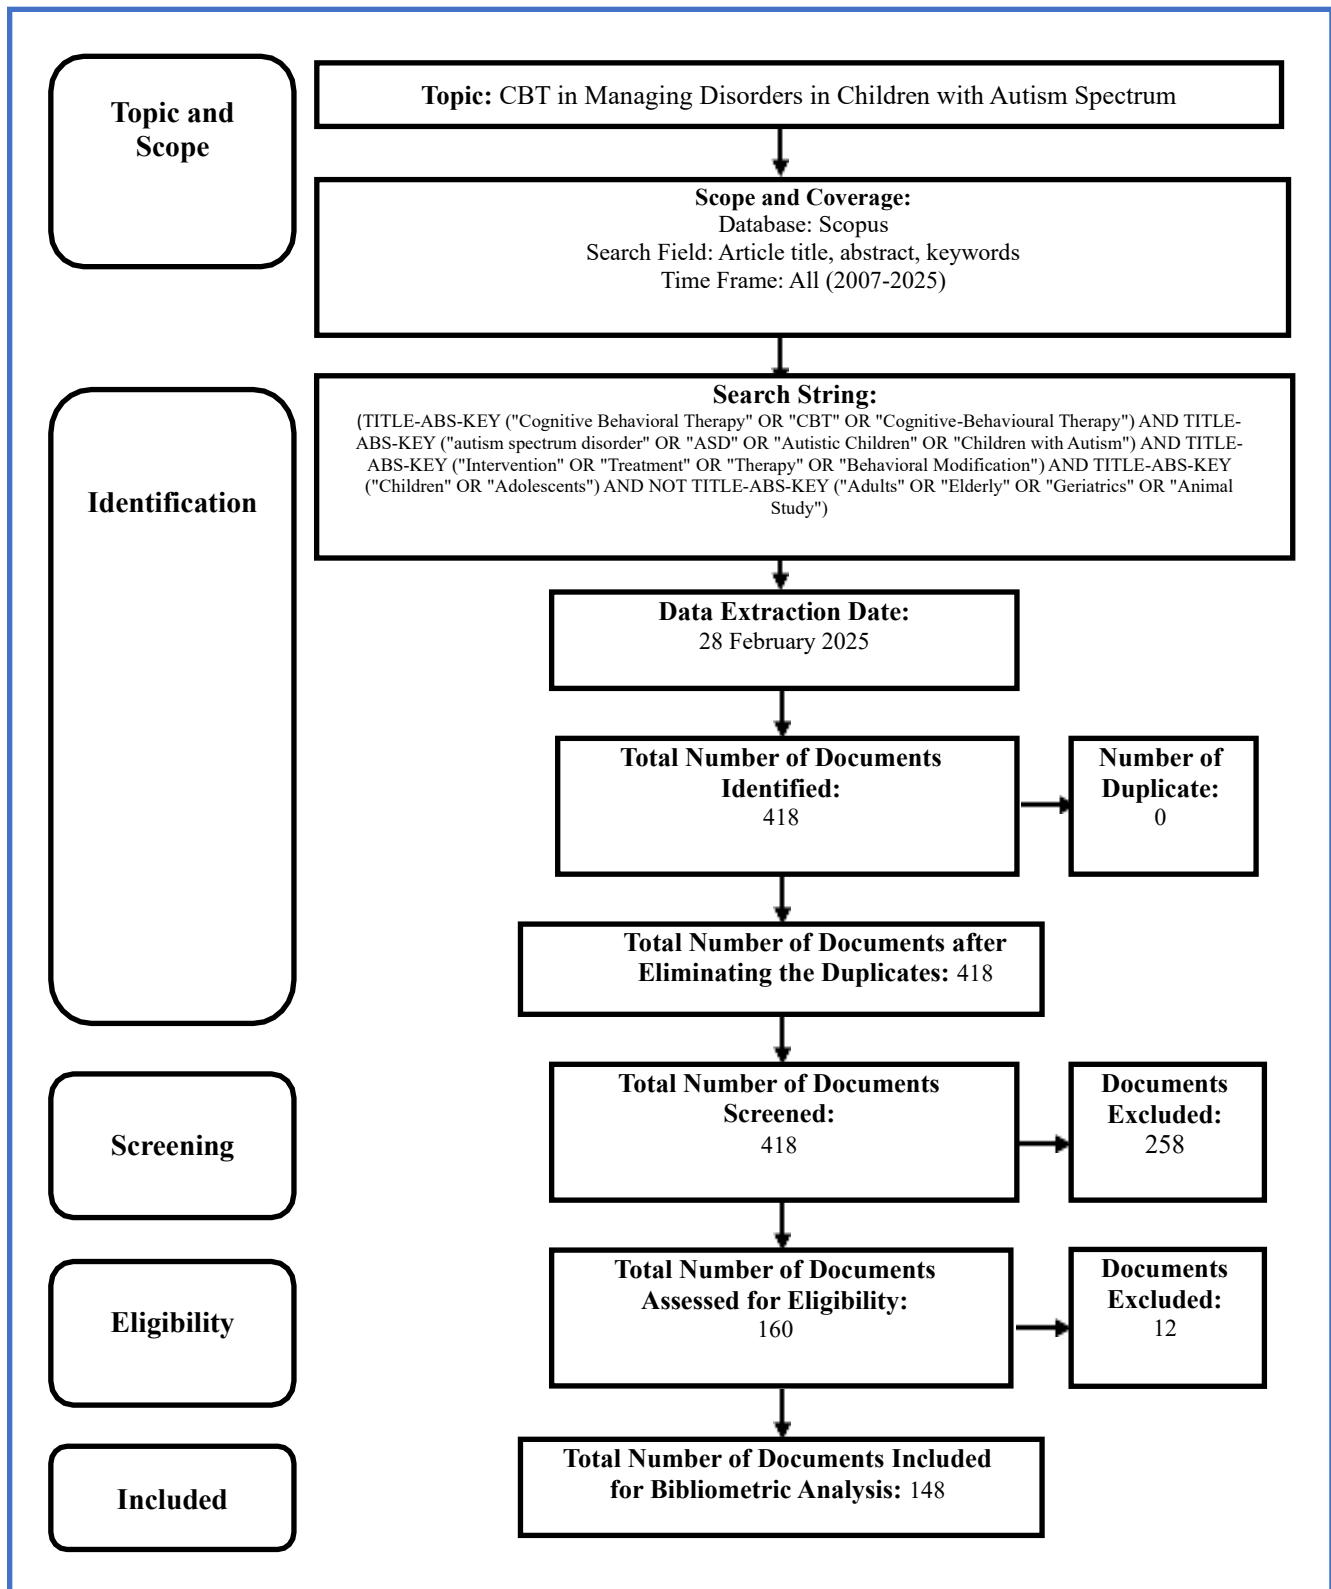 Topic and
Scope
Topic: CBT in Managing Disorders in Children with Autism Spectrum
Scope and Coverage:
Database: Scopus
Search Field: Article title, abstract, keywords
Time Frame: All (2007-2025)
Identification
Search String:
(TITLE-ABS-KEY ("Cognitive Behavioral Therapy" OR "CBT" OR "Cognitive-Behavioural Therapy") AND TITLE-
ABS-KEY ("autism spectrum disorder" OR "ASD" OR "Autistic Children" OR "Children with Autism") AND TITLE-
ABS-KEY ("Intervention" OR "Treatment" OR "Therapy" OR "Behavioral Modification") AND TITLE-ABS-KEY
("Children" OR "Adolescents") AND NOT TITLE-ABS-KEY ("Adults" OR "Elderly" OR "Geriatrics" OR "Animal
Study")
Data Extraction Date:
28 February 2025
Total Number of Documents
Identified:
418
Number of
Duplicate:
0
Total Number of Documents after
Eliminating the Duplicates: 418
Screening
Total Number of Documents
Screened:
418
Documents
Excluded:
258
Eligibility
Total Number of Documents
Assessed for Eligibility:
160
Documents
Excluded:
12
Included
Total Number of Documents Included
for Bibliometric Analysis: 148